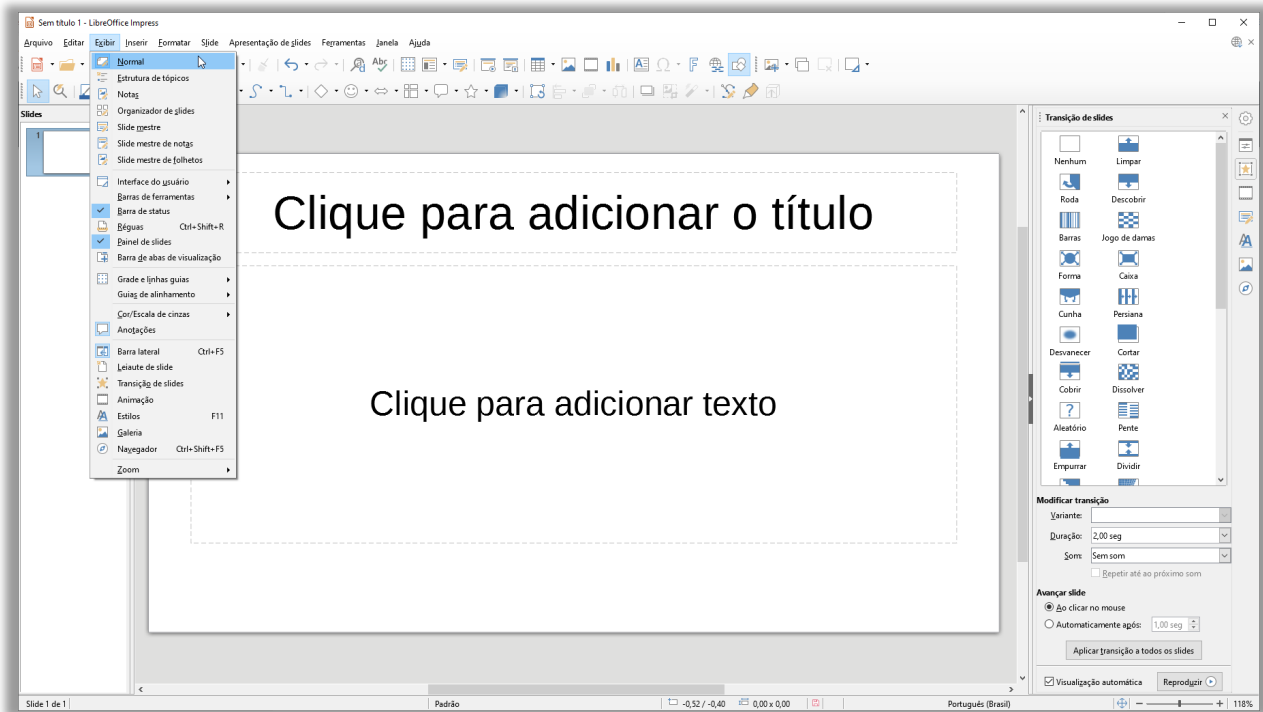 Sem título 1 - LibreOffice Impress
Arquivo Editar Exibir Inserir Formatar Slide Apresentação de slides Ferramentas Janela Ajuda
Normal
Estrutura de tópicos
Notas
Organizador de slides
Slide mestre
Slide mestre de notas
Slide mestre de folhetos
Interface do usuário
Barras de ferramentas
Barra de status
Réguas Ctrl+Shift+R
Painel de slides
Barra de abas de visualização
Grade e linhas guias
Guias de alinhamento
Cor/Escala de cinzas
Anotações
Barra lateral Ctrl+F5
Leiaute de slide
Transição de slides
Animação
Estilos F11
Galeria
Navegador Ctrl+Shift+F5
Zoom
Slides
1
Clique para adicionar o título
Clique para adicionar texto
Transição de slides
Nenhum Limpar
Roda Descobrir
Barras Jogo de damas
Forma Caixa
Cunha Persiana
Desvanecer Cortar
Cobrir Dissolver
Aleatório Pente
Empurrar Dividir
Modificar transição
Variante:
Duração: 2,00 seg
Som: Sem som
Repetir até ao próximo som
Avançar slide
Ao clicar no mouse
Automaticamente após: 1,00 seg
Aplicar transição a todos os slides
Visualização automática Reproduzir
Slide 1 de 1 Padrão -0,52 / -0,40 0,00 x 0,00 Português (Brasil) 118%